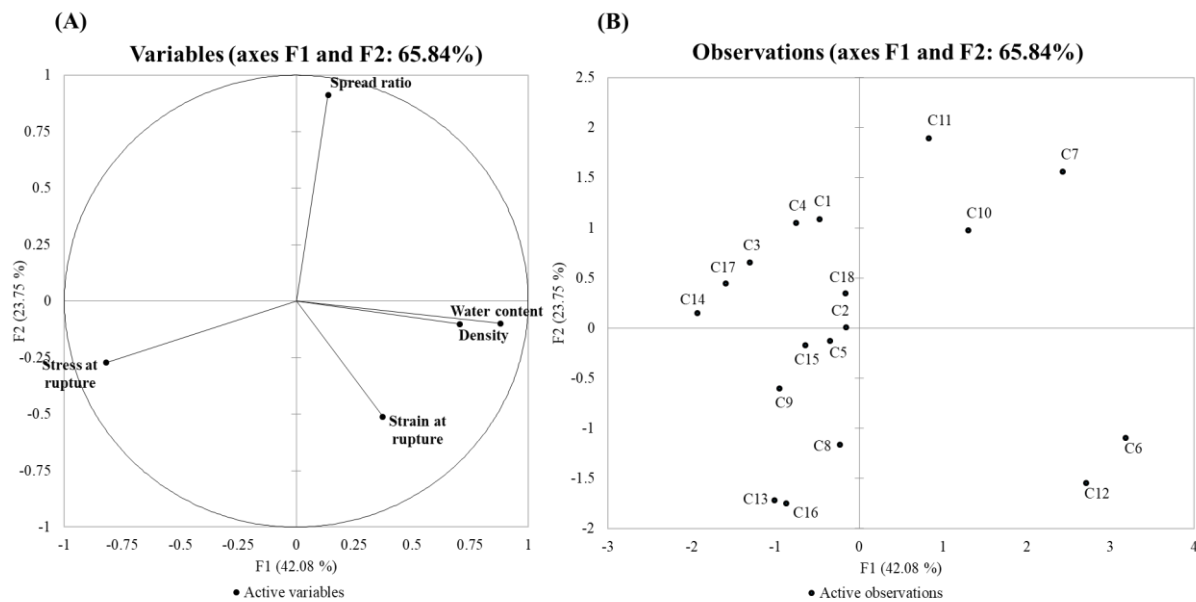 (A)
Variables (axes F1 and F2: 65.84%)
1
0.75
0.5
0.25
0
-0.25
-0.5
-0.75
-1
F2 (23.75 %)
Spread ratio
Water content
Density
Stress at
rupture
Strain at
rupture
-1
-0.75
-0.5
-0.25
0
0.25
0.5
0.75
1
F1 (42.08 %)
Active variables
(B)
Observations (axes F1 and F2: 65.84%)
2.5
2
1.5
1
0.5
0
-0.5
-1
-1.5
-2
F2 (23.75 %)
C11
C7
C4
C1
C10
C3
C17
C18
C14
C2
C15
C5
C9
C8
C6
C12
C13
C16
-3
-2
-1
0
1
2
3
4
F1 (42.08 %)
Active observations